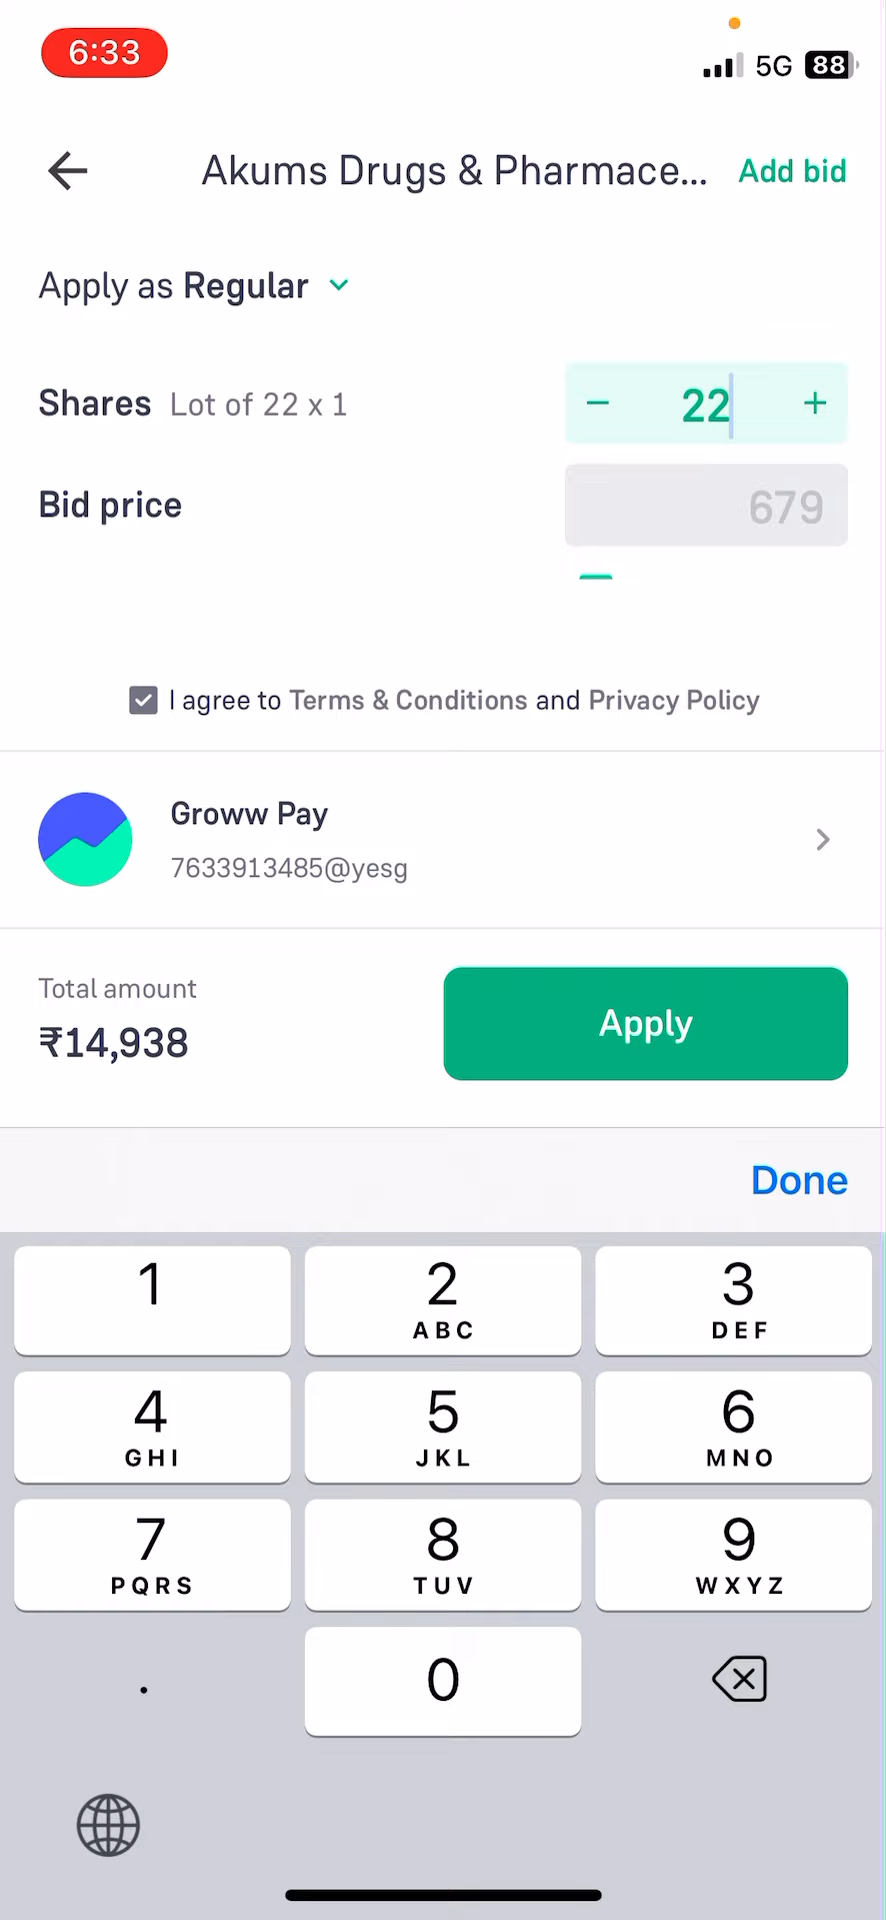 6:33
5G 88
Akums Drugs & Pharmace... Add bid
Apply as Regular
Shares Lot of 22 x 1 − 22 +
Bid price 679
I agree to Terms & Conditions and Privacy Policy
Groww Pay
7633913485@yesg
Total amount
₹14,938
Apply
Done
1 2 3
ABC DEF
4 5 6
GHI JKL MNO
7 8 9
PQRS TUV WXYZ
. 0